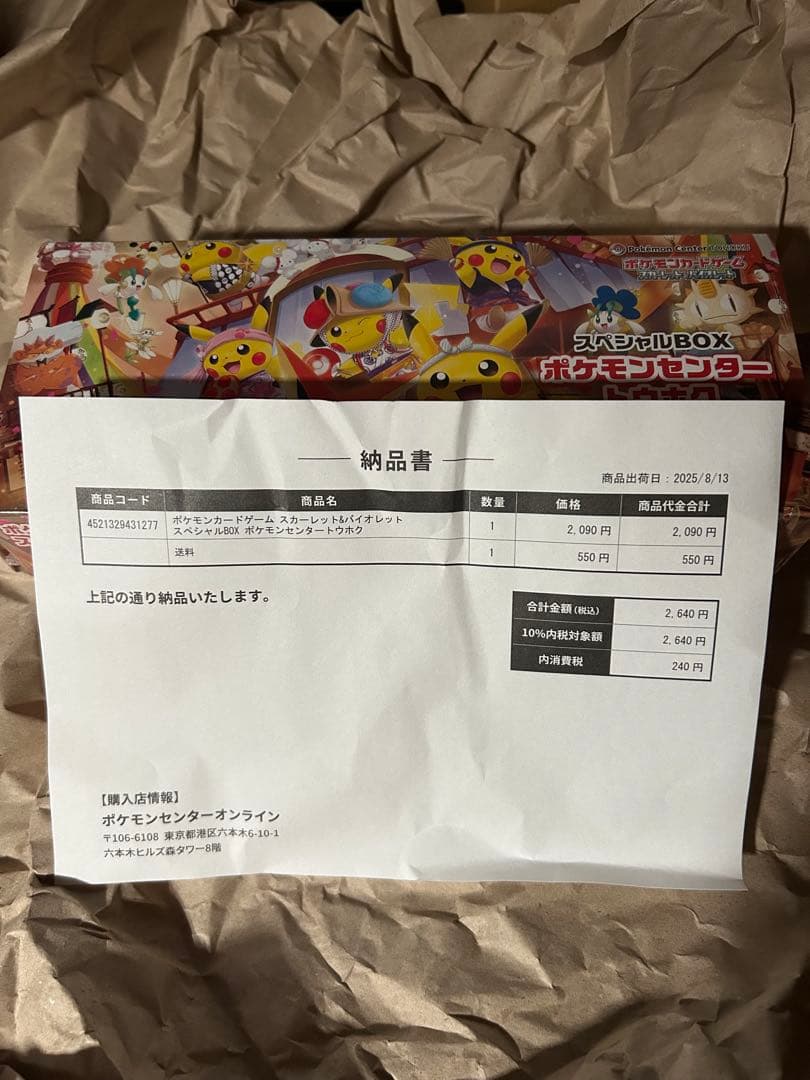 Pokémon Center TOHOKU
ポケモンカードゲーム
スカーレット&バイオレット
スペシャルBOX
ポケモンセンター
トウホク
納品書
商品出荷日：2025/8/13
商品コード 商品名 数量 価格 商品代金合計
4521329431277 ポケモンカードゲーム スカーレット&バイオレット 1 2,090 円 2,090 円
スペシャルBOX ポケモンセンタートウホク
送料 1 550 円 550 円
上記の通り納品いたします。
合計金額(税込) 2,640 円
10%内税対象額 2,640 円
内消費税 240 円
【購入店情報】
ポケモンセンターオンライン
〒106-6108 東京都港区六本木6-10-1
六本木ヒルズ森タワー8階